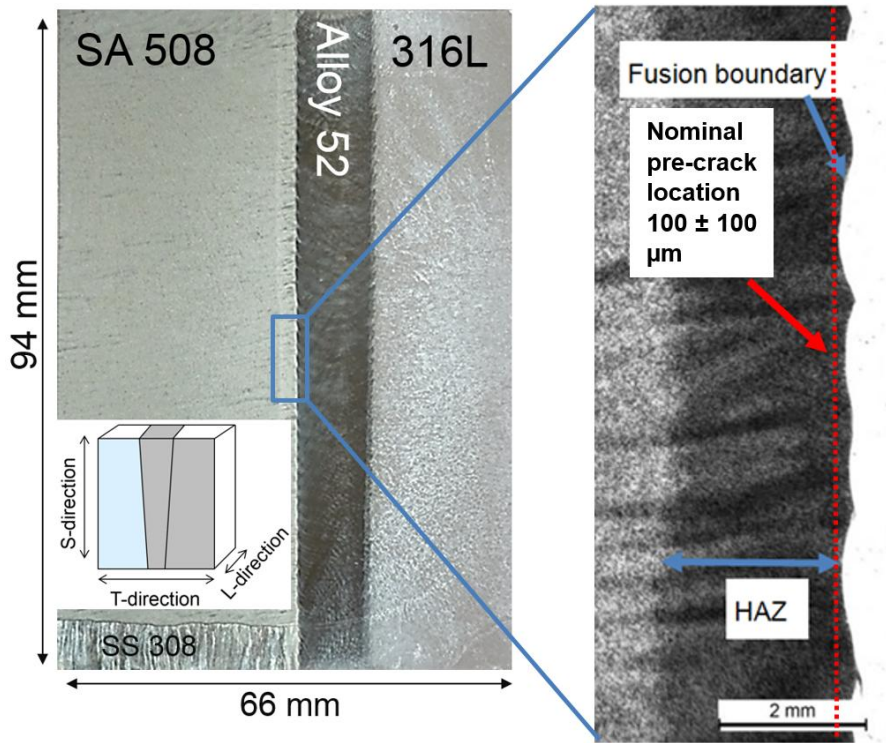 SA 508
Alloy 52
316L
94 mm
S-direction
T-direction
L-direction
SS 308
66 mm
Fusion boundary
Nominal
pre-crack
location
100 ± 100
µm
HAZ
2 mm